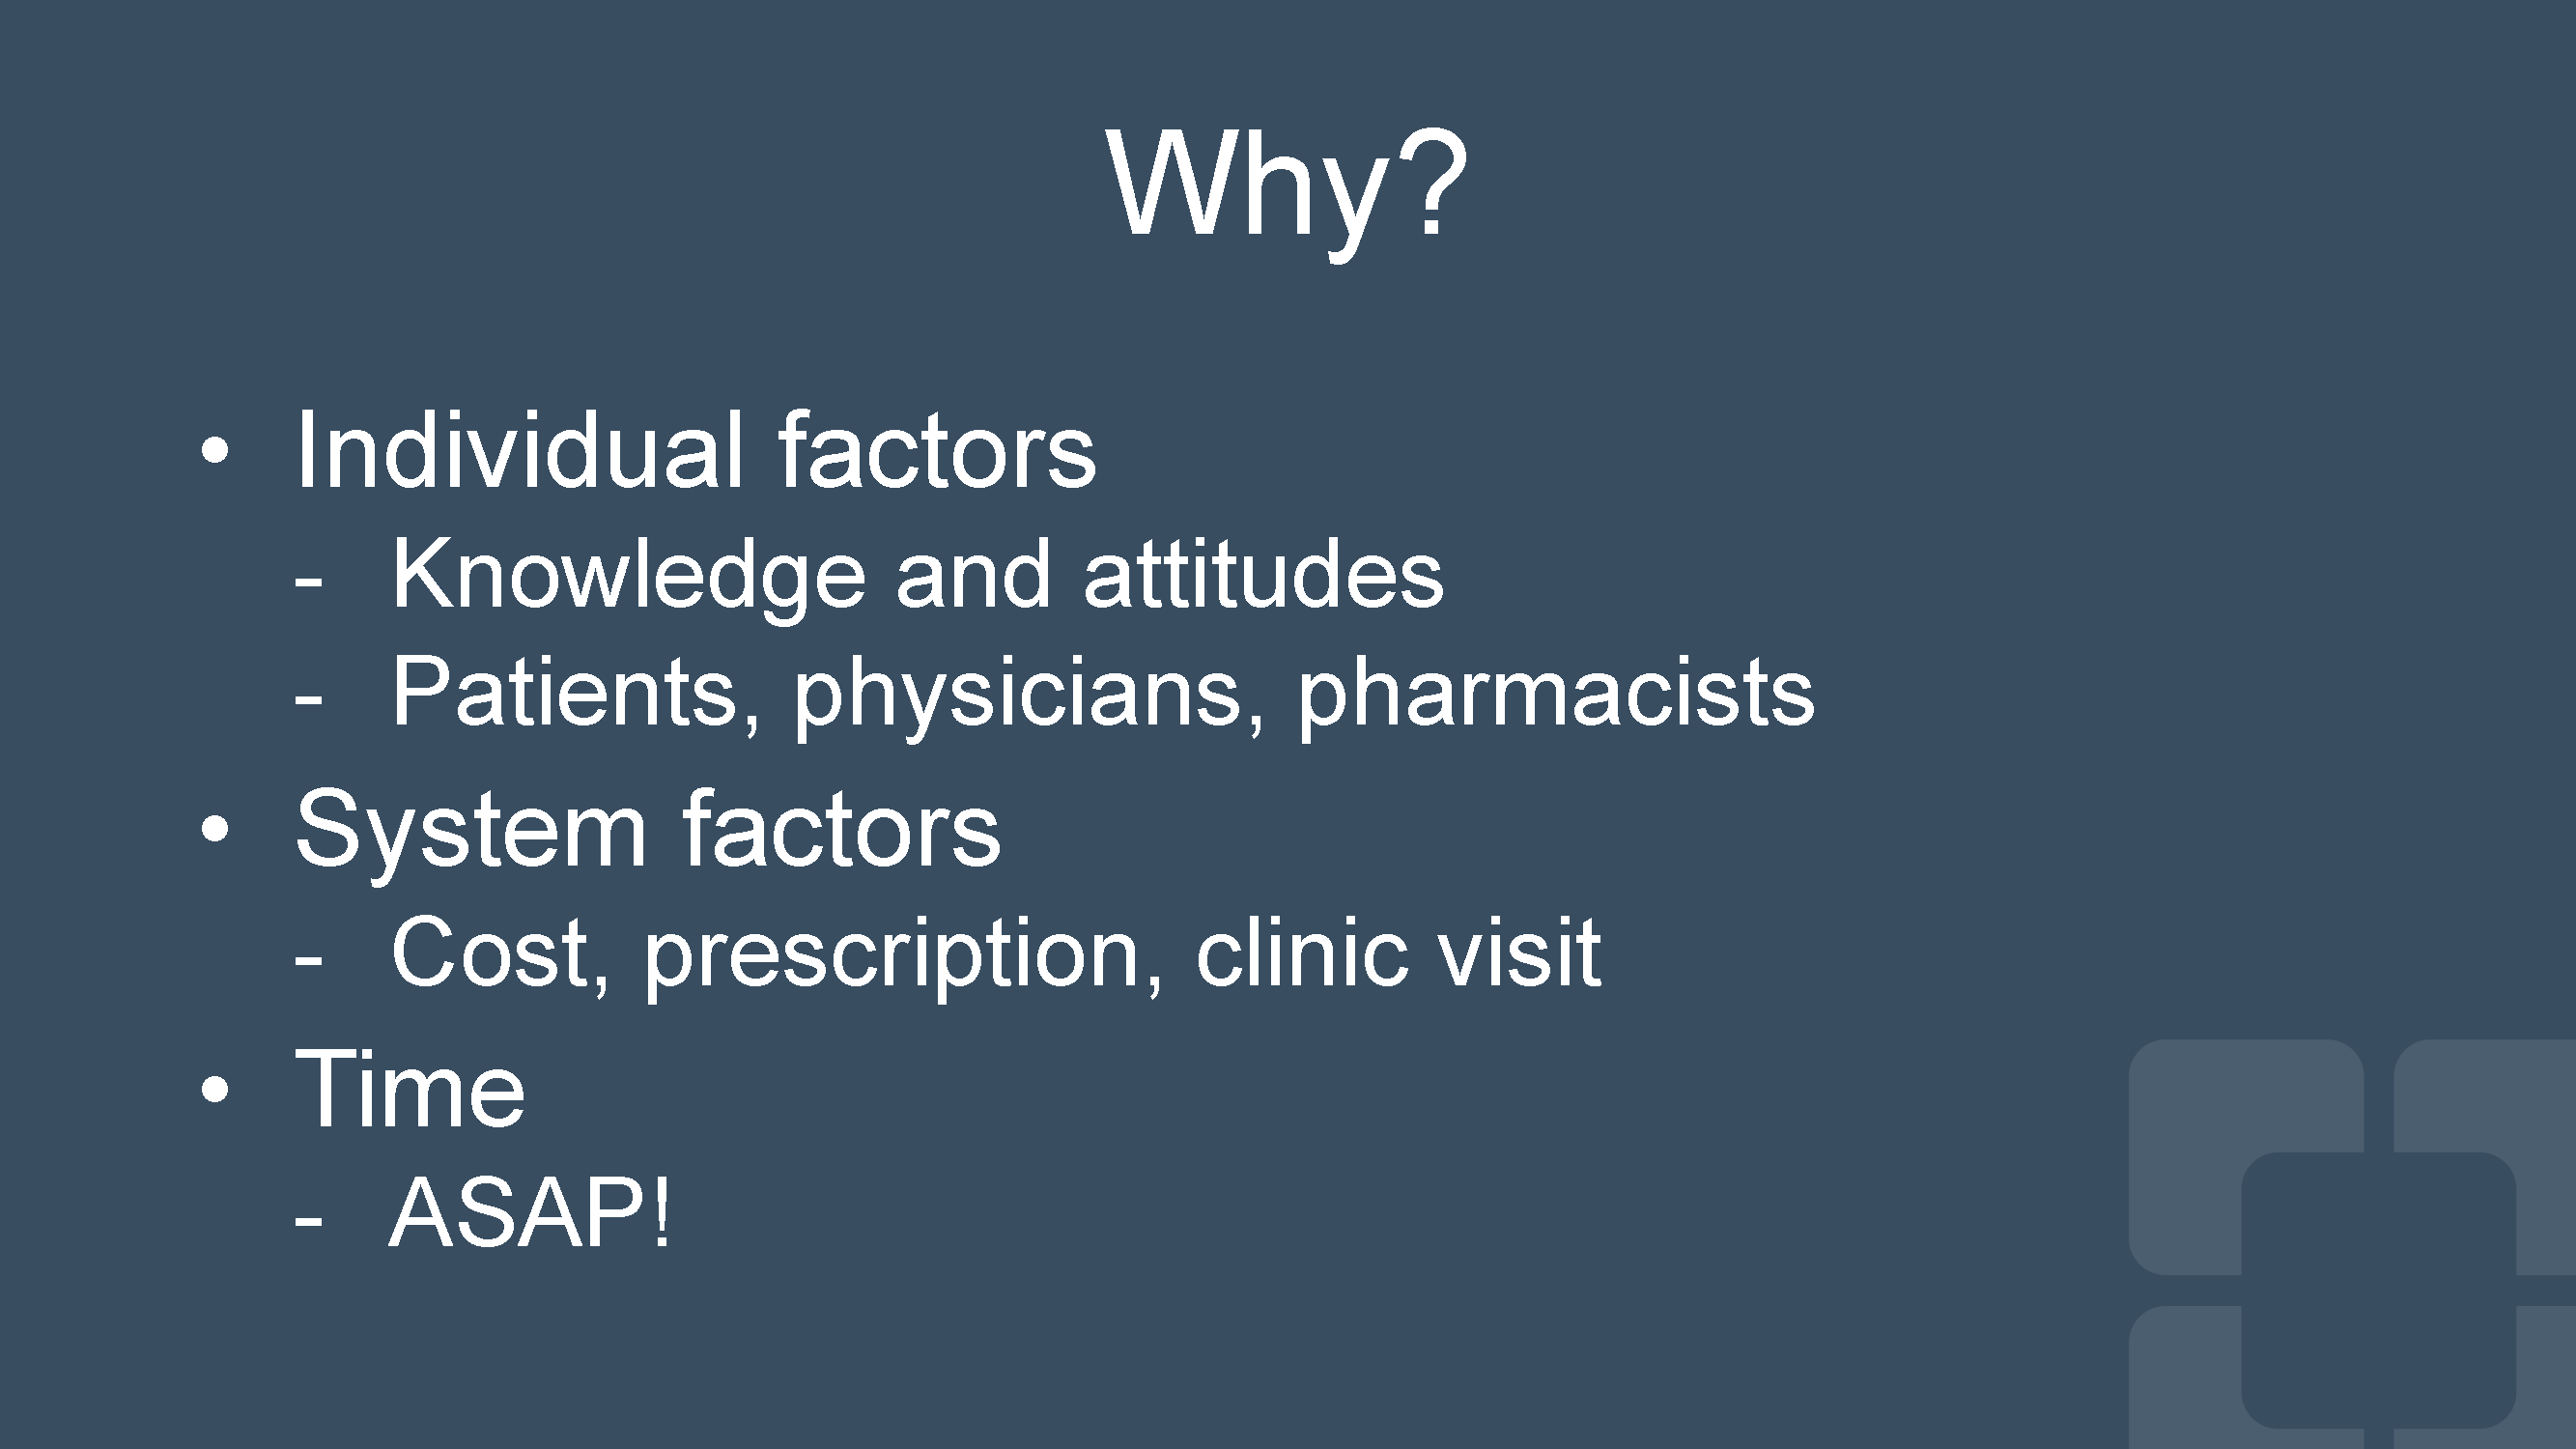 Why?
• Individual factors
- Knowledge and attitudes
- Patients, physicians, pharmacists
• System factors
- Cost, prescription, clinic visit
• Time
- ASAP!